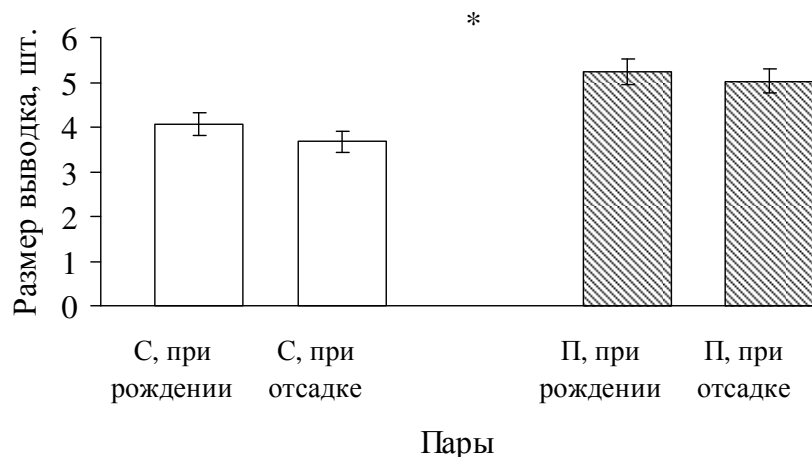 *
Размер выводка, шт.
6
5
4
3
2
1
0
С, при
рождении
С, при
отсадке
П, при
рождении
П, при
отсадке
Пары